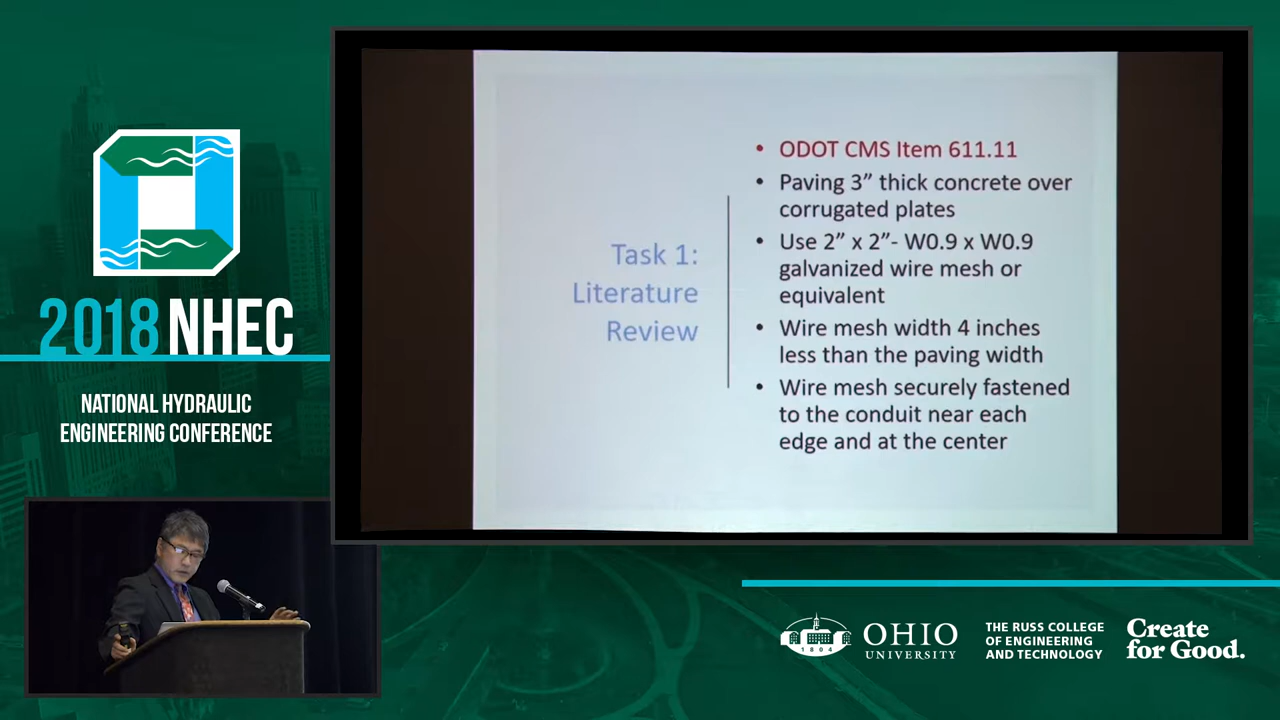 2018 NHEC
NATIONAL HYDRAULIC
ENGINEERING CONFERENCE
Task 1:
Literature
Review
• ODOT CMS Item 611.11
• Paving 3” thick concrete over
corrugated plates
• Use 2” x 2”- W0.9 x W0.9
galvanized wire mesh or
equivalent
• Wire mesh width 4 inches
less than the paving width
• Wire mesh securely fastened
to the conduit near each
edge and at the center
1804
OHIO
UNIVERSITY
THE RUSS COLLEGE
OF ENGINEERING
AND TECHNOLOGY
Create
for Good.